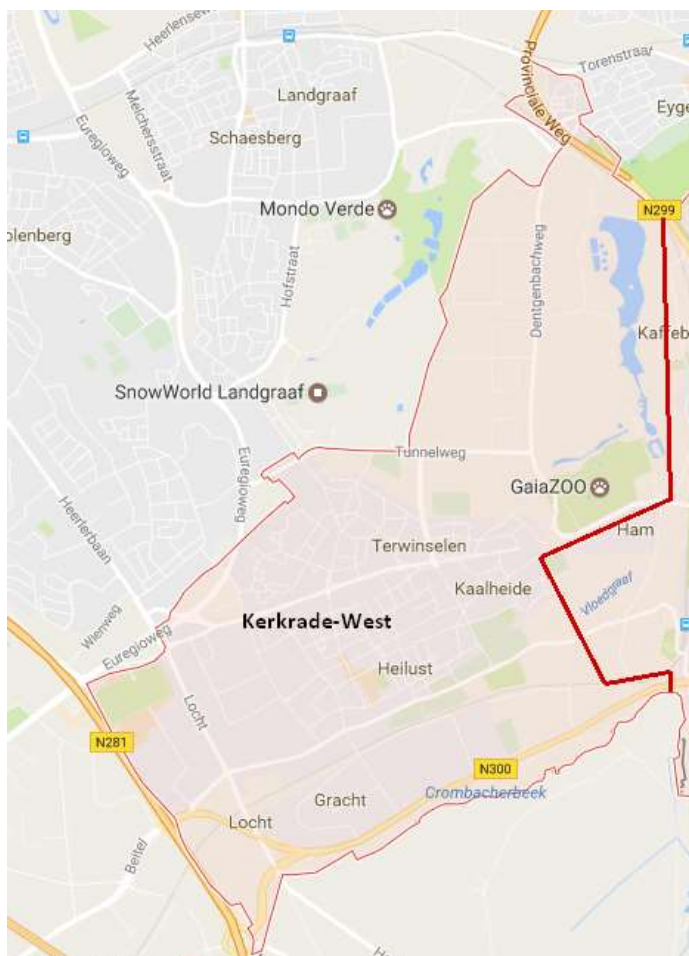 Heerlensew
Provinciale Weg
Torenstraat
Landgraaf
Eyge
Melchersstraat
Euregioweg
Schaesberg
Mondo Verde
N299
olenberg
Hofstraat
Dentgenbachweg
Kaffeb
SnowWorld Landgraaf
Euregioweg
Tunnelweg
GaiaZOO
Heerlerbaan
Ham
Terwinselen
Kaalheide
Vloedgraaf
Wienweg
Kerkrade-West
Euregioweg
Heilust
Locht
N281
N300
Gracht
Crombacherbeek
Locht
Beitel